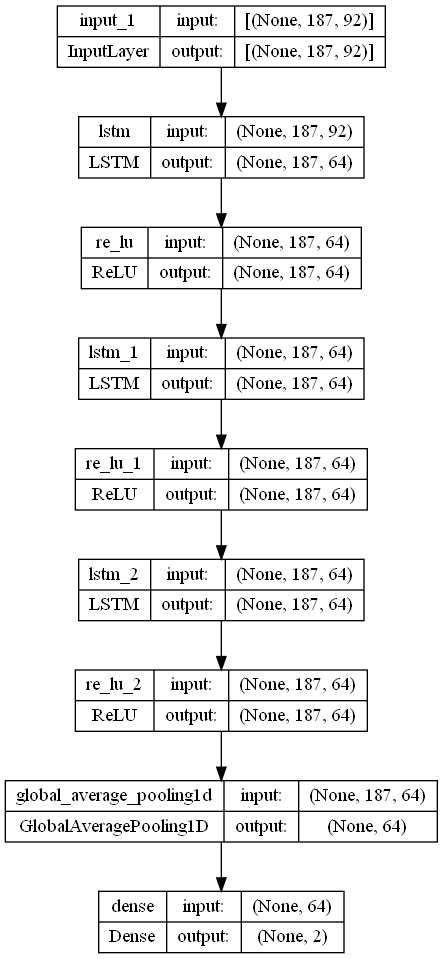 input_1 input: [(None, 187, 92)]
InputLayer output: [(None, 187, 92)]
lstm input: (None, 187, 92)
LSTM output: (None, 187, 64)
re_lu input: (None, 187, 64)
ReLU output: (None, 187, 64)
lstm_1 input: (None, 187, 64)
LSTM output: (None, 187, 64)
re_lu_1 input: (None, 187, 64)
ReLU output: (None, 187, 64)
lstm_2 input: (None, 187, 64)
LSTM output: (None, 187, 64)
re_lu_2 input: (None, 187, 64)
ReLU output: (None, 187, 64)
global_average_pooling1d input: (None, 187, 64)
GlobalAveragePooling1D output: (None, 64)
dense input: (None, 64)
Dense output: (None, 2)